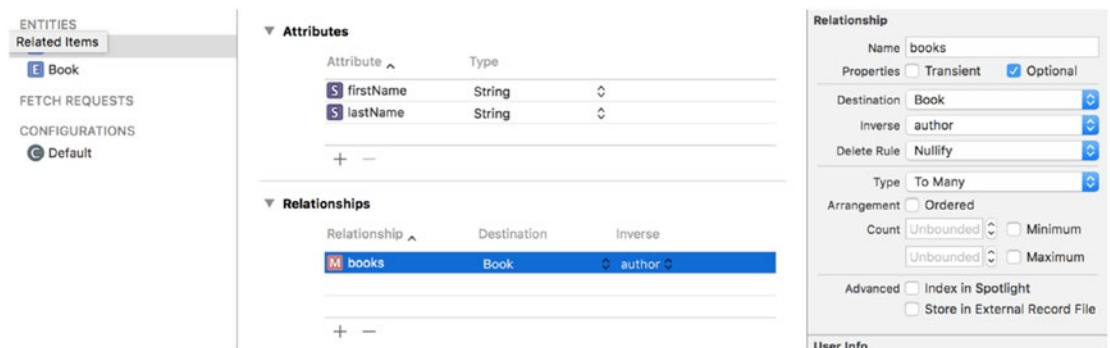 ENTITIES
Related Items
E Book
FETCH REQUESTS
CONFIGURATIONS
C Default
Attributes
Attribute Type
S firstName String
S lastName String
+ −
Relationships
Relationship Destination Inverse
M books Book author
+ −
Relationship
Name books
Properties Transient Optional
Destination Book
Inverse author
Delete Rule Nullify
Type To Many
Arrangement Ordered
Count Unbounded Minimum
Unbounded Maximum
Advanced Index in Spotlight
Store in External Record File
User Info